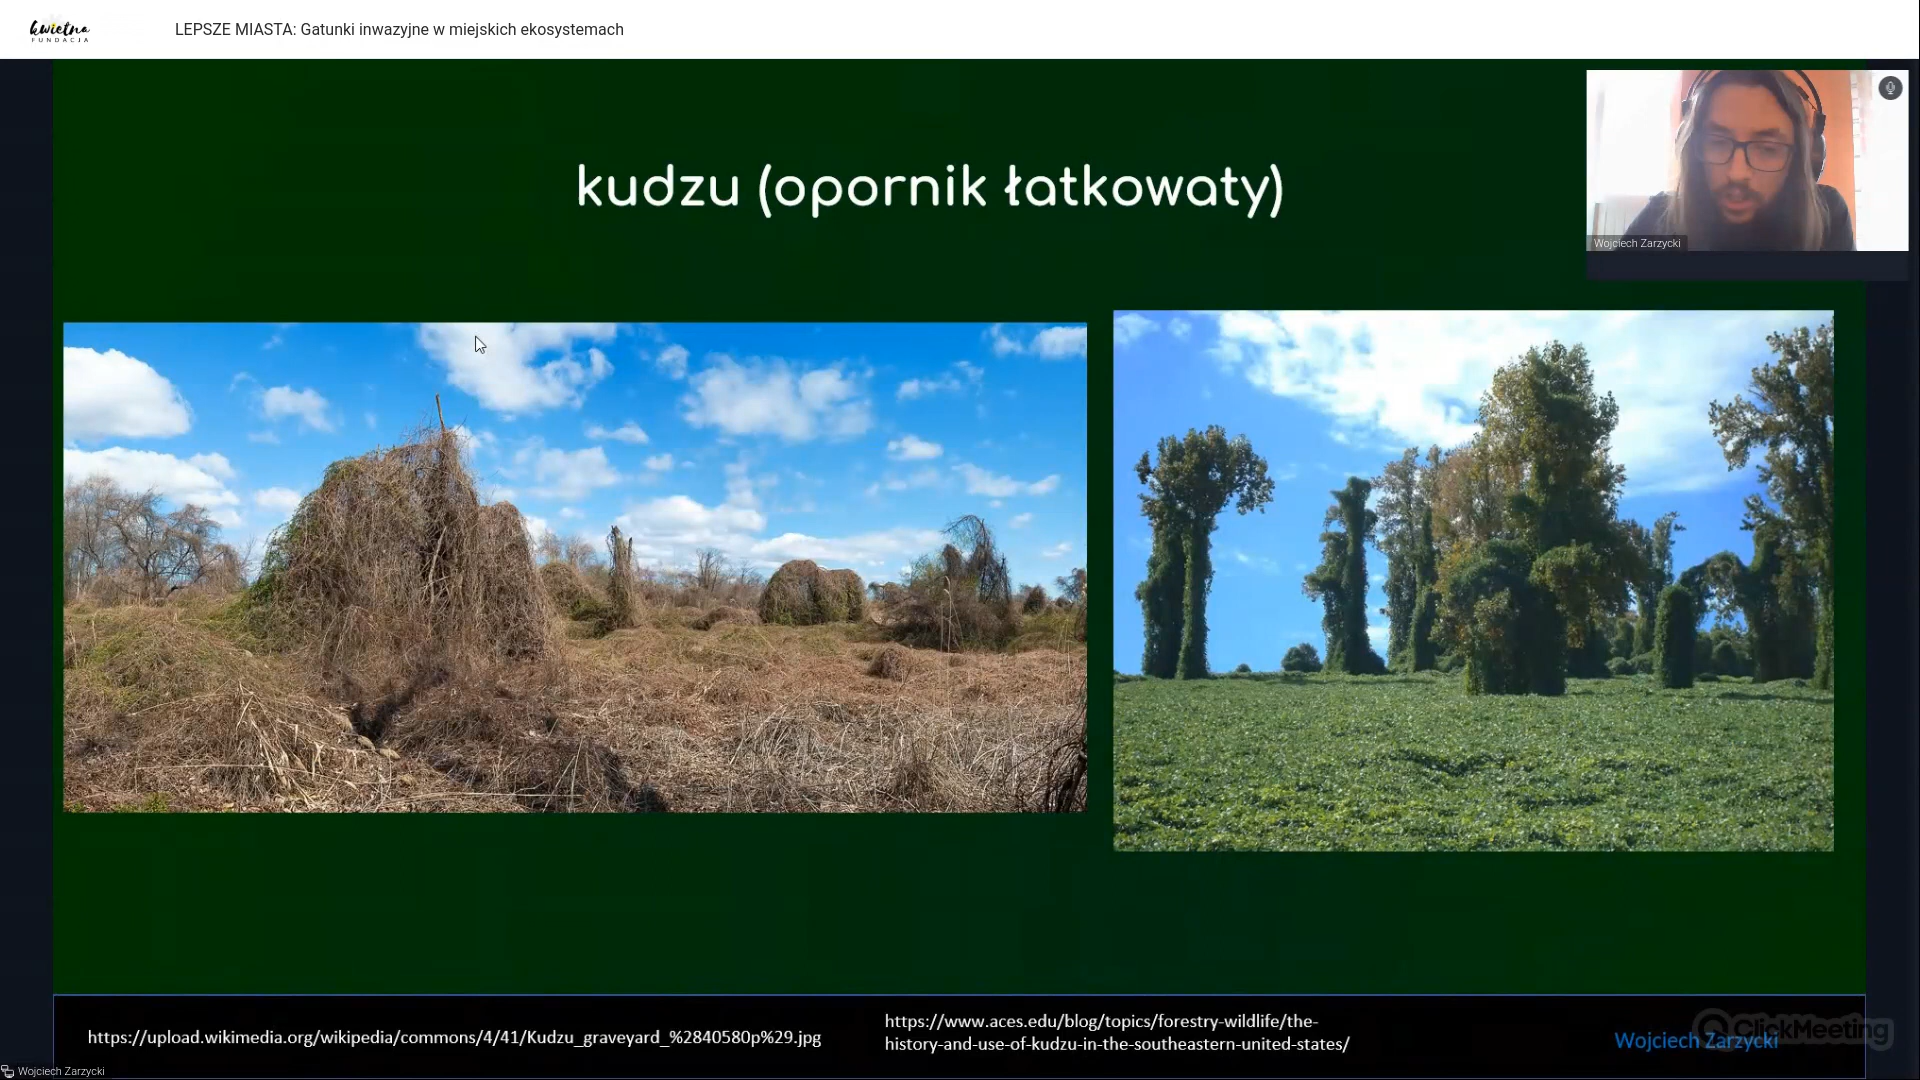 kwietna
FUNDACJA
LEPSZE MIASTA: Gatunki inwazyjne w miejskich ekosystemach
kudzu (opornik łatkowaty)
Wojciech Zarzycki
https://upload.wikimedia.org/wikipedia/commons/4/41/Kudzu_graveyard_%2840580p%29.jpg
https://www.aces.edu/blog/topics/forestry-wildlife/the-
history-and-use-of-kudzu-in-the-southeastern-united-states/
Wojciech Zarzycki
ClickMeeting
Wojciech Zarzycki